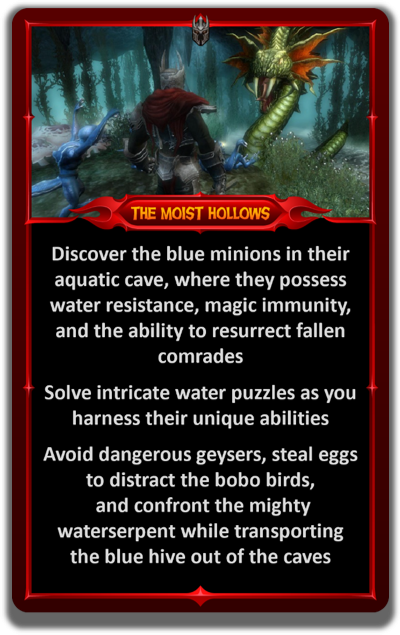 THE MOIST HOLLOWS
Discover the blue minions in their
aquatic cave, where they possess
water resistance, magic immunity,
and the ability to resurrect fallen
comrades
Solve intricate water puzzles as you
harness their unique abilities
Avoid dangerous geysers, steal eggs
to distract the bobo birds,
and confront the mighty
waterserpent while transporting
the blue hive out of the caves